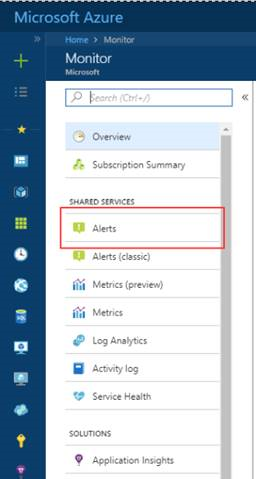 Microsoft Azure
Home > Monitor
Monitor
Microsoft
Search (Ctrl+/)
Overview
Subscription Summary
SHARED SERVICES
Alerts
Alerts (classic)
Metrics (preview)
Metrics
Log Analytics
Activity log
Service Health
SOLUTIONS
Application Insights